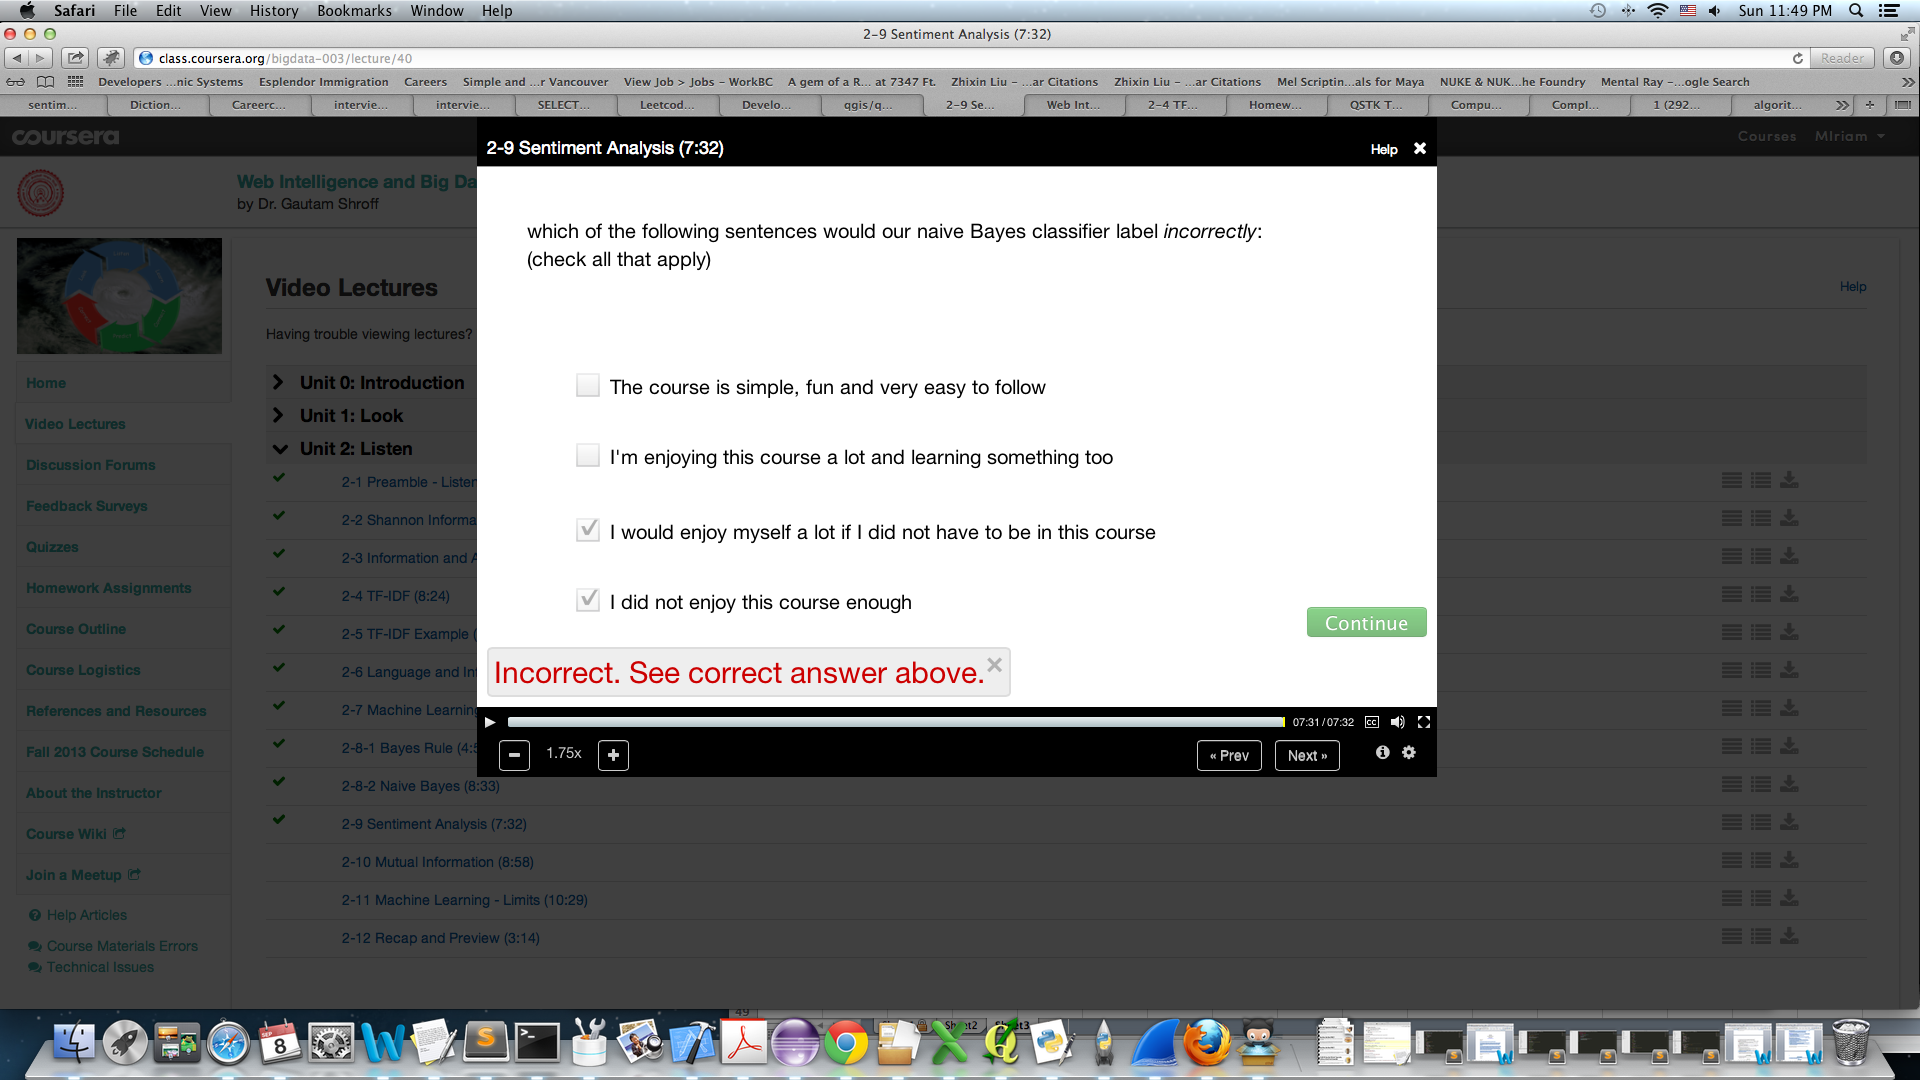 Safari File Edit View History Bookmarks Window Help Sun 11:49 PM
2-9 Sentiment Analysis (7:32)
class.coursera.org/bigdata-003/lecture/40 Reader
Developers ...nic Systems Esplendor Immigration Careers Simple and ...r Vancouver View Job > Jobs - WorkBC A gem of a R... at 7347 Ft. Zhixin Liu - ...ar Citations Zhixin Liu - ...ar Citations Mel Scriptin...als for Maya NUKE & NUK...he Foundry Mental Ray -...ogle Search
sentim... Diction... Careerc... intervie... intervie... SELECT... Leetcod... Develo... qgis/q... 2-9 Se... Web Int... 2-4 TF... Homew... QSTK T... Compu... Compl... 1 (292... algorit...
coursera Courses MIriam
2-9 Sentiment Analysis (7:32) Help
Web Intelligence and Big Da
by Dr. Gautam Shroff
which of the following sentences would our naive Bayes classifier label incorrectly:
(check all that apply)
Video Lectures
Help
Having trouble viewing lectures?
Home
Video Lectures
Discussion Forums
Feedback Surveys
Quizzes
Homework Assignments
Course Outline
Course Logistics
References and Resources
Fall 2013 Course Schedule
About the Instructor
Course Wiki
Join a Meetup
Help Articles
Course Materials Errors
Technical Issues
Unit 0: Introduction
Unit 1: Look
Unit 2: Listen
2-1 Preamble - Listen
2-2 Shannon Informa
2-3 Information and A
2-4 TF-IDF (8:24)
2-5 TF-IDF Example (
2-6 Language and In
2-7 Machine Learning
2-8-1 Bayes Rule (4:5
2-8-2 Naive Bayes (8:33)
2-9 Sentiment Analysis (7:32)
2-10 Mutual Information (8:58)
2-11 Machine Learning - Limits (10:29)
2-12 Recap and Preview (3:14)
The course is simple, fun and very easy to follow
I'm enjoying this course a lot and learning something too
I would enjoy myself a lot if I did not have to be in this course
I did not enjoy this course enough
Continue
Incorrect. See correct answer above.
07:31/07:32 CC
1.75x
« Prev Next »
49
Sheet2 Sheet3
SEP
8